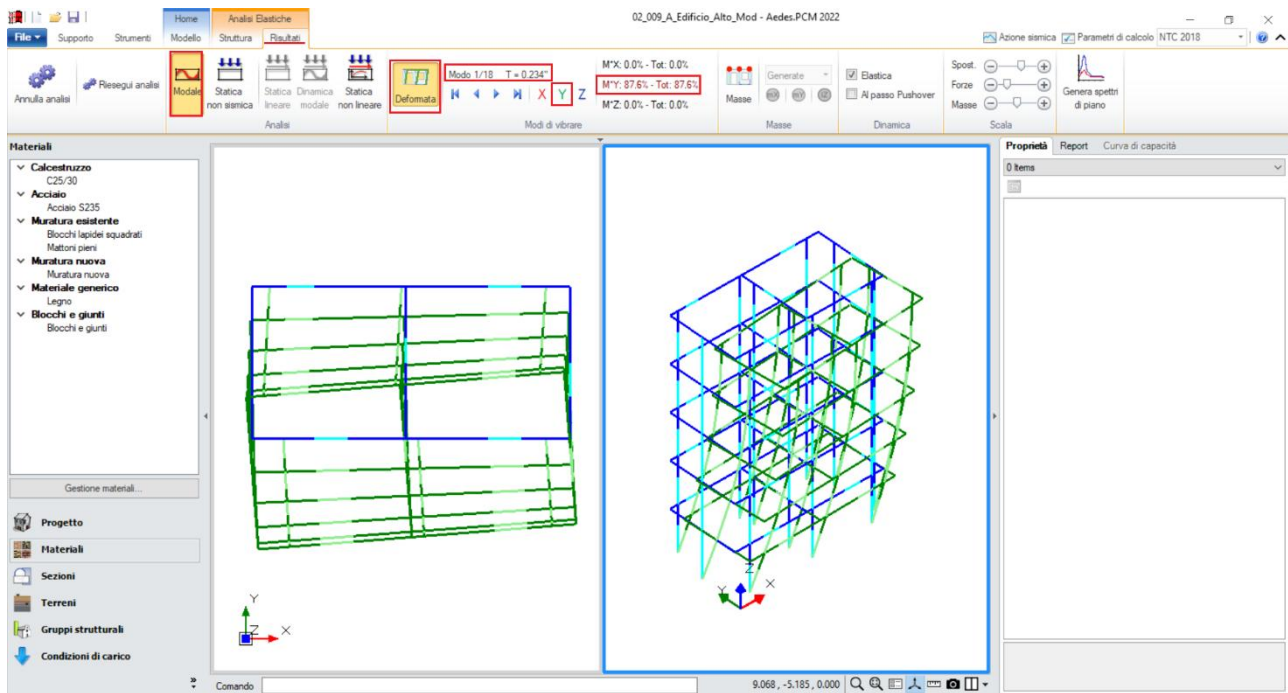 02_009_A_Edificio_Alto_Mod - Aedes.PCM 2022
Home Analisi Elastiche
File Supporto Strumenti Modello Struttura Risultati
Azione sismica Parametri di calcolo NTC 2018
Annulla analisi
Riesegui analisi
Modale
Statica non sismica
Statica lineare
Dinamica modale
Statica non lineare
Analisi
Deformata
Modo 1/18 T = 0.234"
X Y Z
M*X: 0.0% - Tot: 0.0%
M*Y: 87.6% - Tot: 87.6%
M*Z: 0.0% - Tot: 0.0%
Modi di vibrare
Masse
Generate
Masse
Elastica
Al passo Pushover
Dinamica
Spost.
Forze
Masse
Scala
Genera spettri di piano
Materiali
Calcestruzzo
C25/30
Acciaio
Acciaio S235
Muratura esistente
Blocchi lapidei squadrati
Mattoni pieni
Muratura nuova
Muratura nuova
Materiale generico
Legno
Blocchi e giunti
Blocchi e giunti
Gestione materiali...
Progetto
Materiali
Sezioni
Terreni
Gruppi strutturali
Condizioni di carico
Y
Z X
Z
Y X
Proprietà Report Curva di capacità
0 Items
Comando
9.068 , -5.185, 0.000